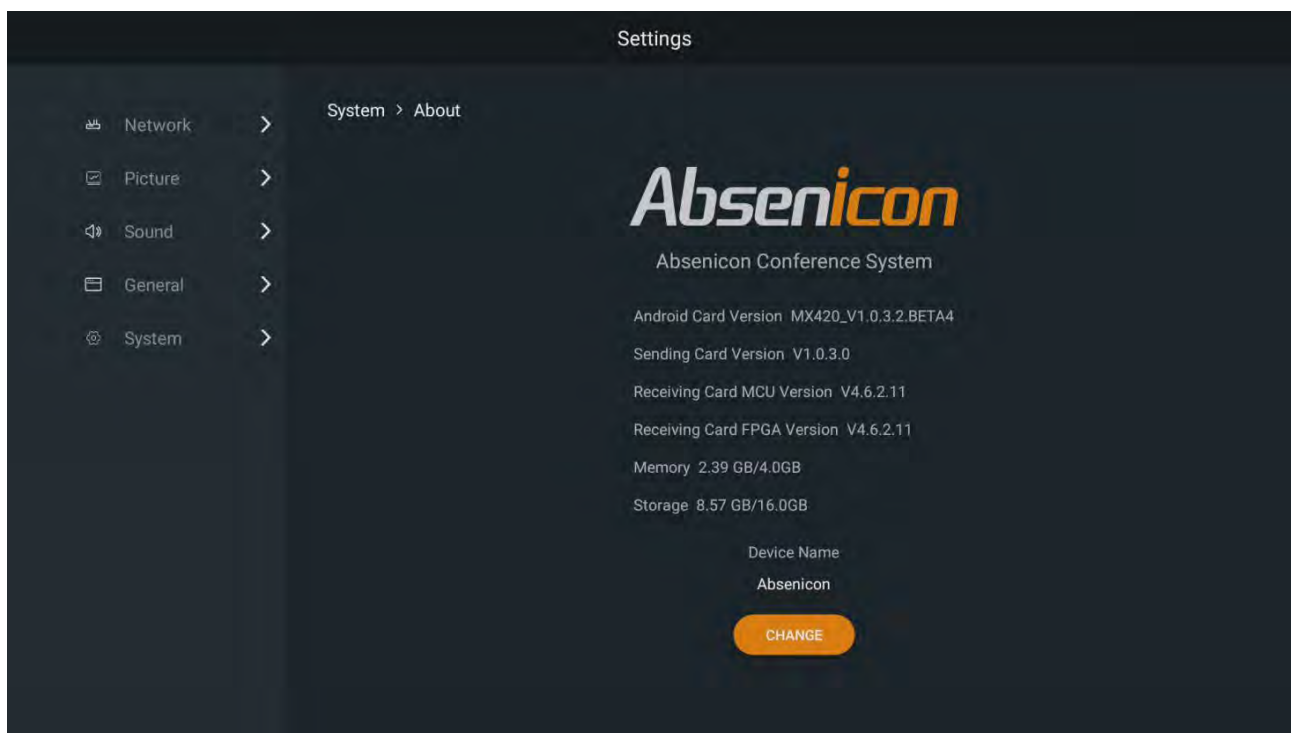 Settings
Network
Picture
Sound
General
System
System > About
Absenicon
Absenicon Conference System
Android Card Version MX420_V1.0.3.2.BETA4
Sending Card Version V1.0.3.0
Receiving Card MCU Version V4.6.2.11
Receiving Card FPGA Version V4.6.2.11
Memory 2.39 GB/4.0GB
Storage 8.57 GB/16.0GB
Device Name
Absenicon
CHANGE